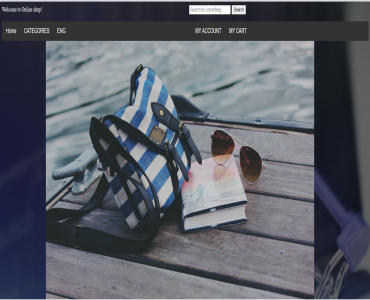 Welcome to Online shop!
Search for something.. Search
Home CATEGORIES ENG MY ACCOUNT MY CART